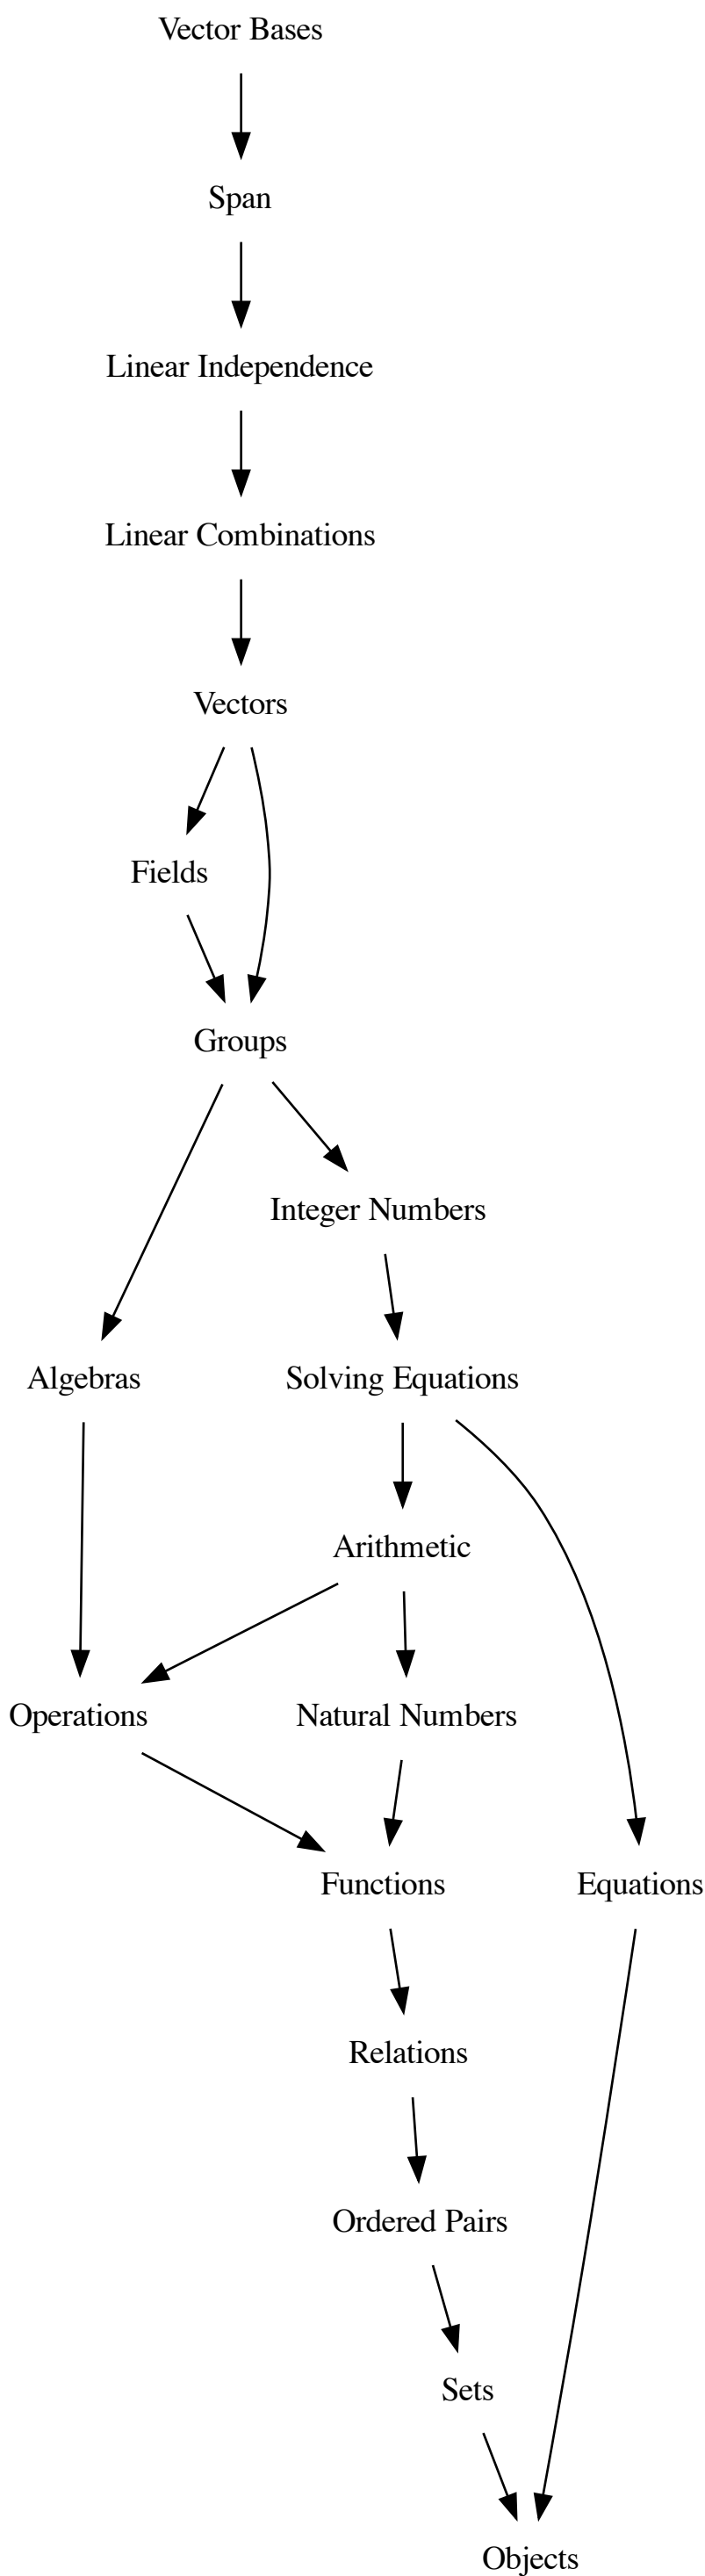 Vector Bases
Span
Linear Independence
Linear Combinations
Vectors
Fields
Groups
Integer Numbers
Algebras
Solving Equations
Arithmetic
Operations
Natural Numbers
Functions
Equations
Relations
Ordered Pairs
Sets
Objects